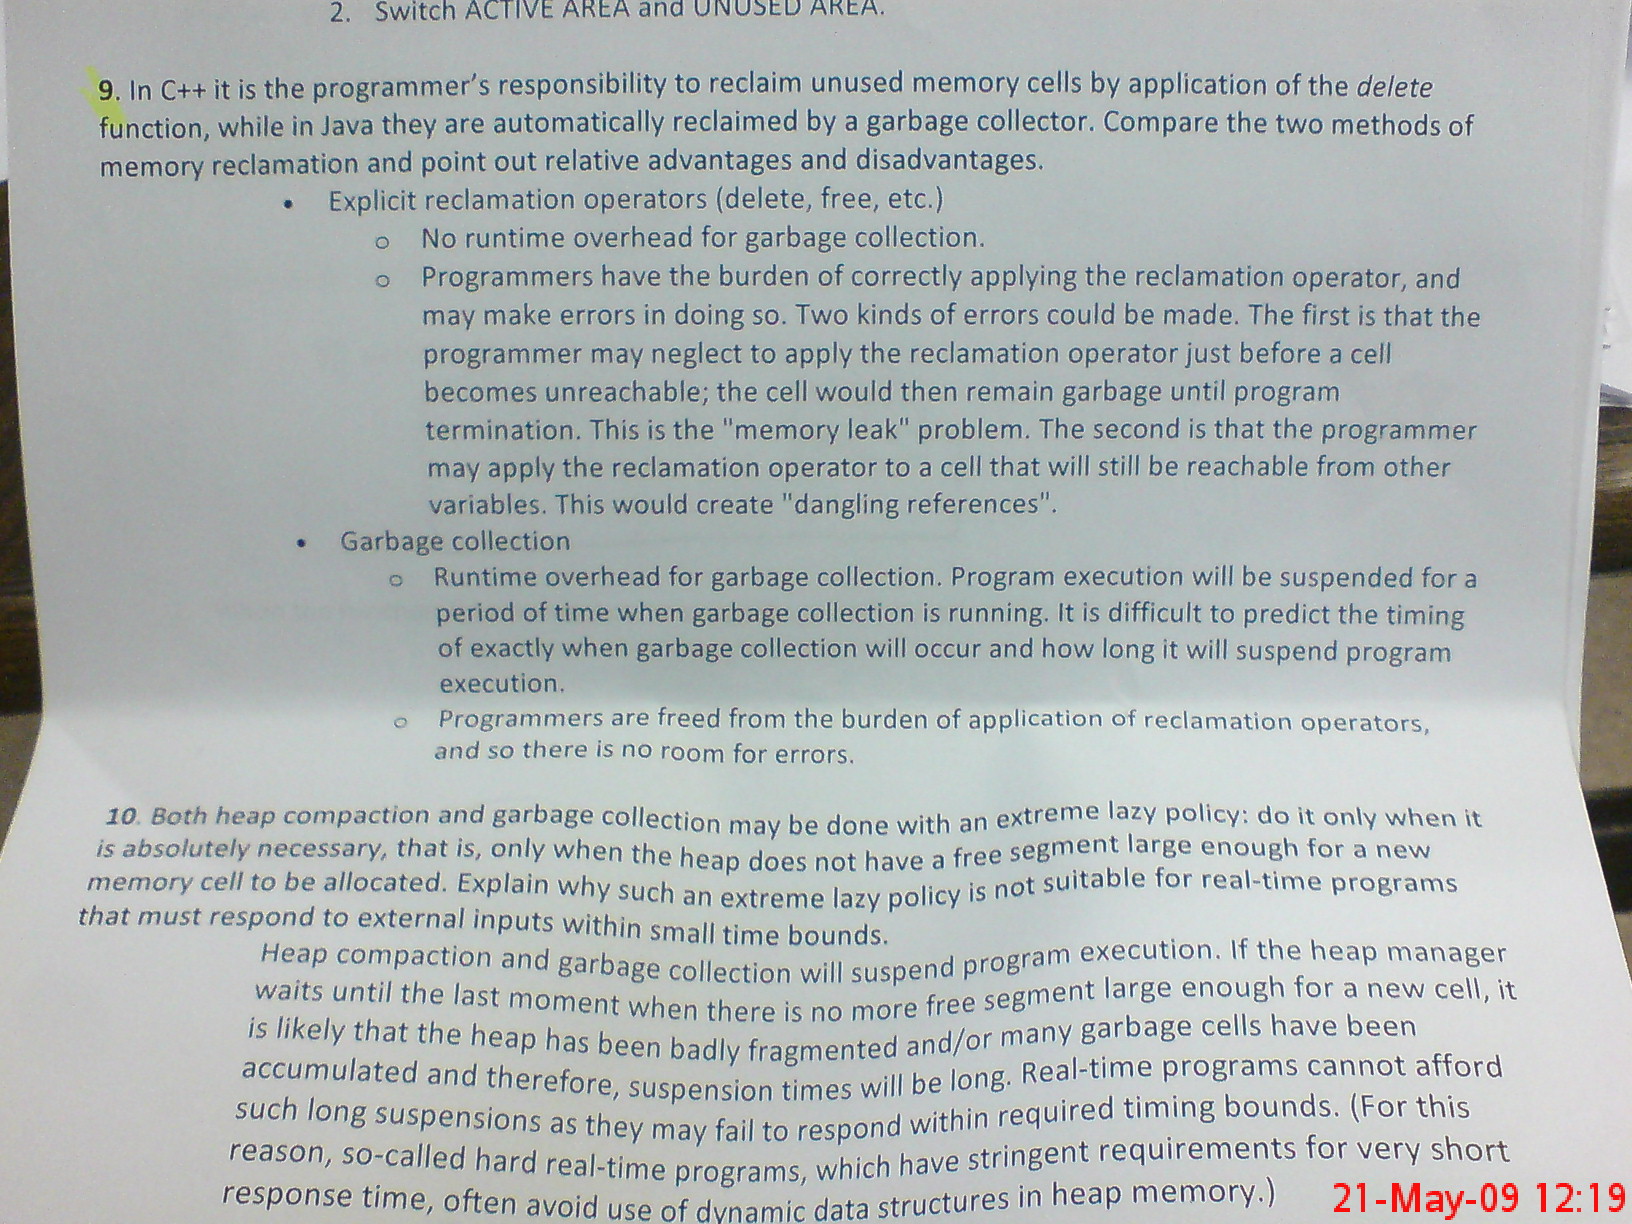 2. Switch ACTIVE AREA and UNUSED AREA.
9. In C++ it is the programmer's responsibility to reclaim unused memory cells by application of the delete
function, while in Java they are automatically reclaimed by a garbage collector. Compare the two methods of
memory reclamation and point out relative advantages and disadvantages.
• Explicit reclamation operators (delete, free, etc.)
o No runtime overhead for garbage collection.
o Programmers have the burden of correctly applying the reclamation operator, and
may make errors in doing so. Two kinds of errors could be made. The first is that the
programmer may neglect to apply the reclamation operator just before a cell
becomes unreachable; the cell would then remain garbage until program
termination. This is the "memory leak" problem. The second is that the programmer
may apply the reclamation operator to a cell that will still be reachable from other
variables. This would create "dangling references".
• Garbage collection
o Runtime overhead for garbage collection. Program execution will be suspended for a
period of time when garbage collection is running. It is difficult to predict the timing
of exactly when garbage collection will occur and how long it will suspend program
execution.
o Programmers are freed from the burden of application of reclamation operators,
and so there is no room for errors.
10. Both heap compaction and garbage collection may be done with an extreme lazy policy: do it only when it
is absolutely necessary, that is, only when the heap does not have a free segment large enough for a new
memory cell to be allocated. Explain why such an extreme lazy policy is not suitable for real-time programs
that must respond to external inputs within small time bounds.
Heap compaction and garbage collection will suspend program execution. If the heap manager
waits until the last moment when there is no more free segment large enough for a new cell, it
is likely that the heap has been badly fragmented and/or many garbage cells have been
accumulated and therefore, suspension times will be long. Real-time programs cannot afford
such long suspensions as they may fail to respond within required timing bounds. (For this
reason, so-called hard real-time programs, which have stringent requirements for very short
response time, often avoid use of dynamic data structures in heap memory.)
21-May-09 12:19